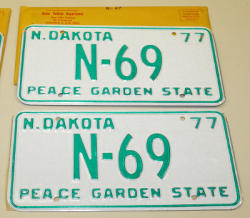 N. DAKOTA 77
N-69
PEACE GARDEN STATE
N. DAKOTA 77
N-69
PEACE GARDEN STATE